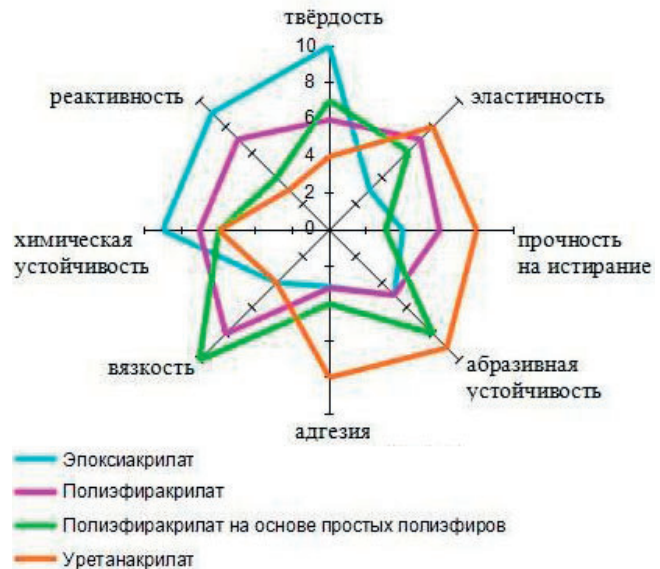 твёрдость
10
8
реактивность
эластичность
6
4
2
химическая
устойчивость
0
прочность
на истирание
вязкость
абразивная
устойчивость
адгезия
Эпоксиакрилат
Полиэфиракрилат
Полиэфиракрилат на основе простых полиэфиров
Уретанакрилат